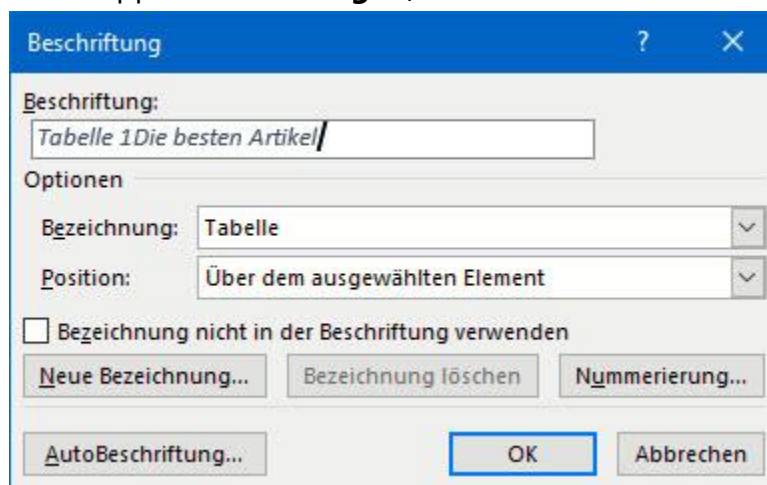 Beschriftung ?
Beschriftung:
Tabelle 1Die besten Artikel
Optionen
Bezeichnung: Tabelle
Position: Über dem ausgewählten Element
Bezeichnung nicht in der Beschriftung verwenden
Neue Bezeichnung... Bezeichnung löschen Nummerierung...
AutoBeschriftung... OK Abbrechen